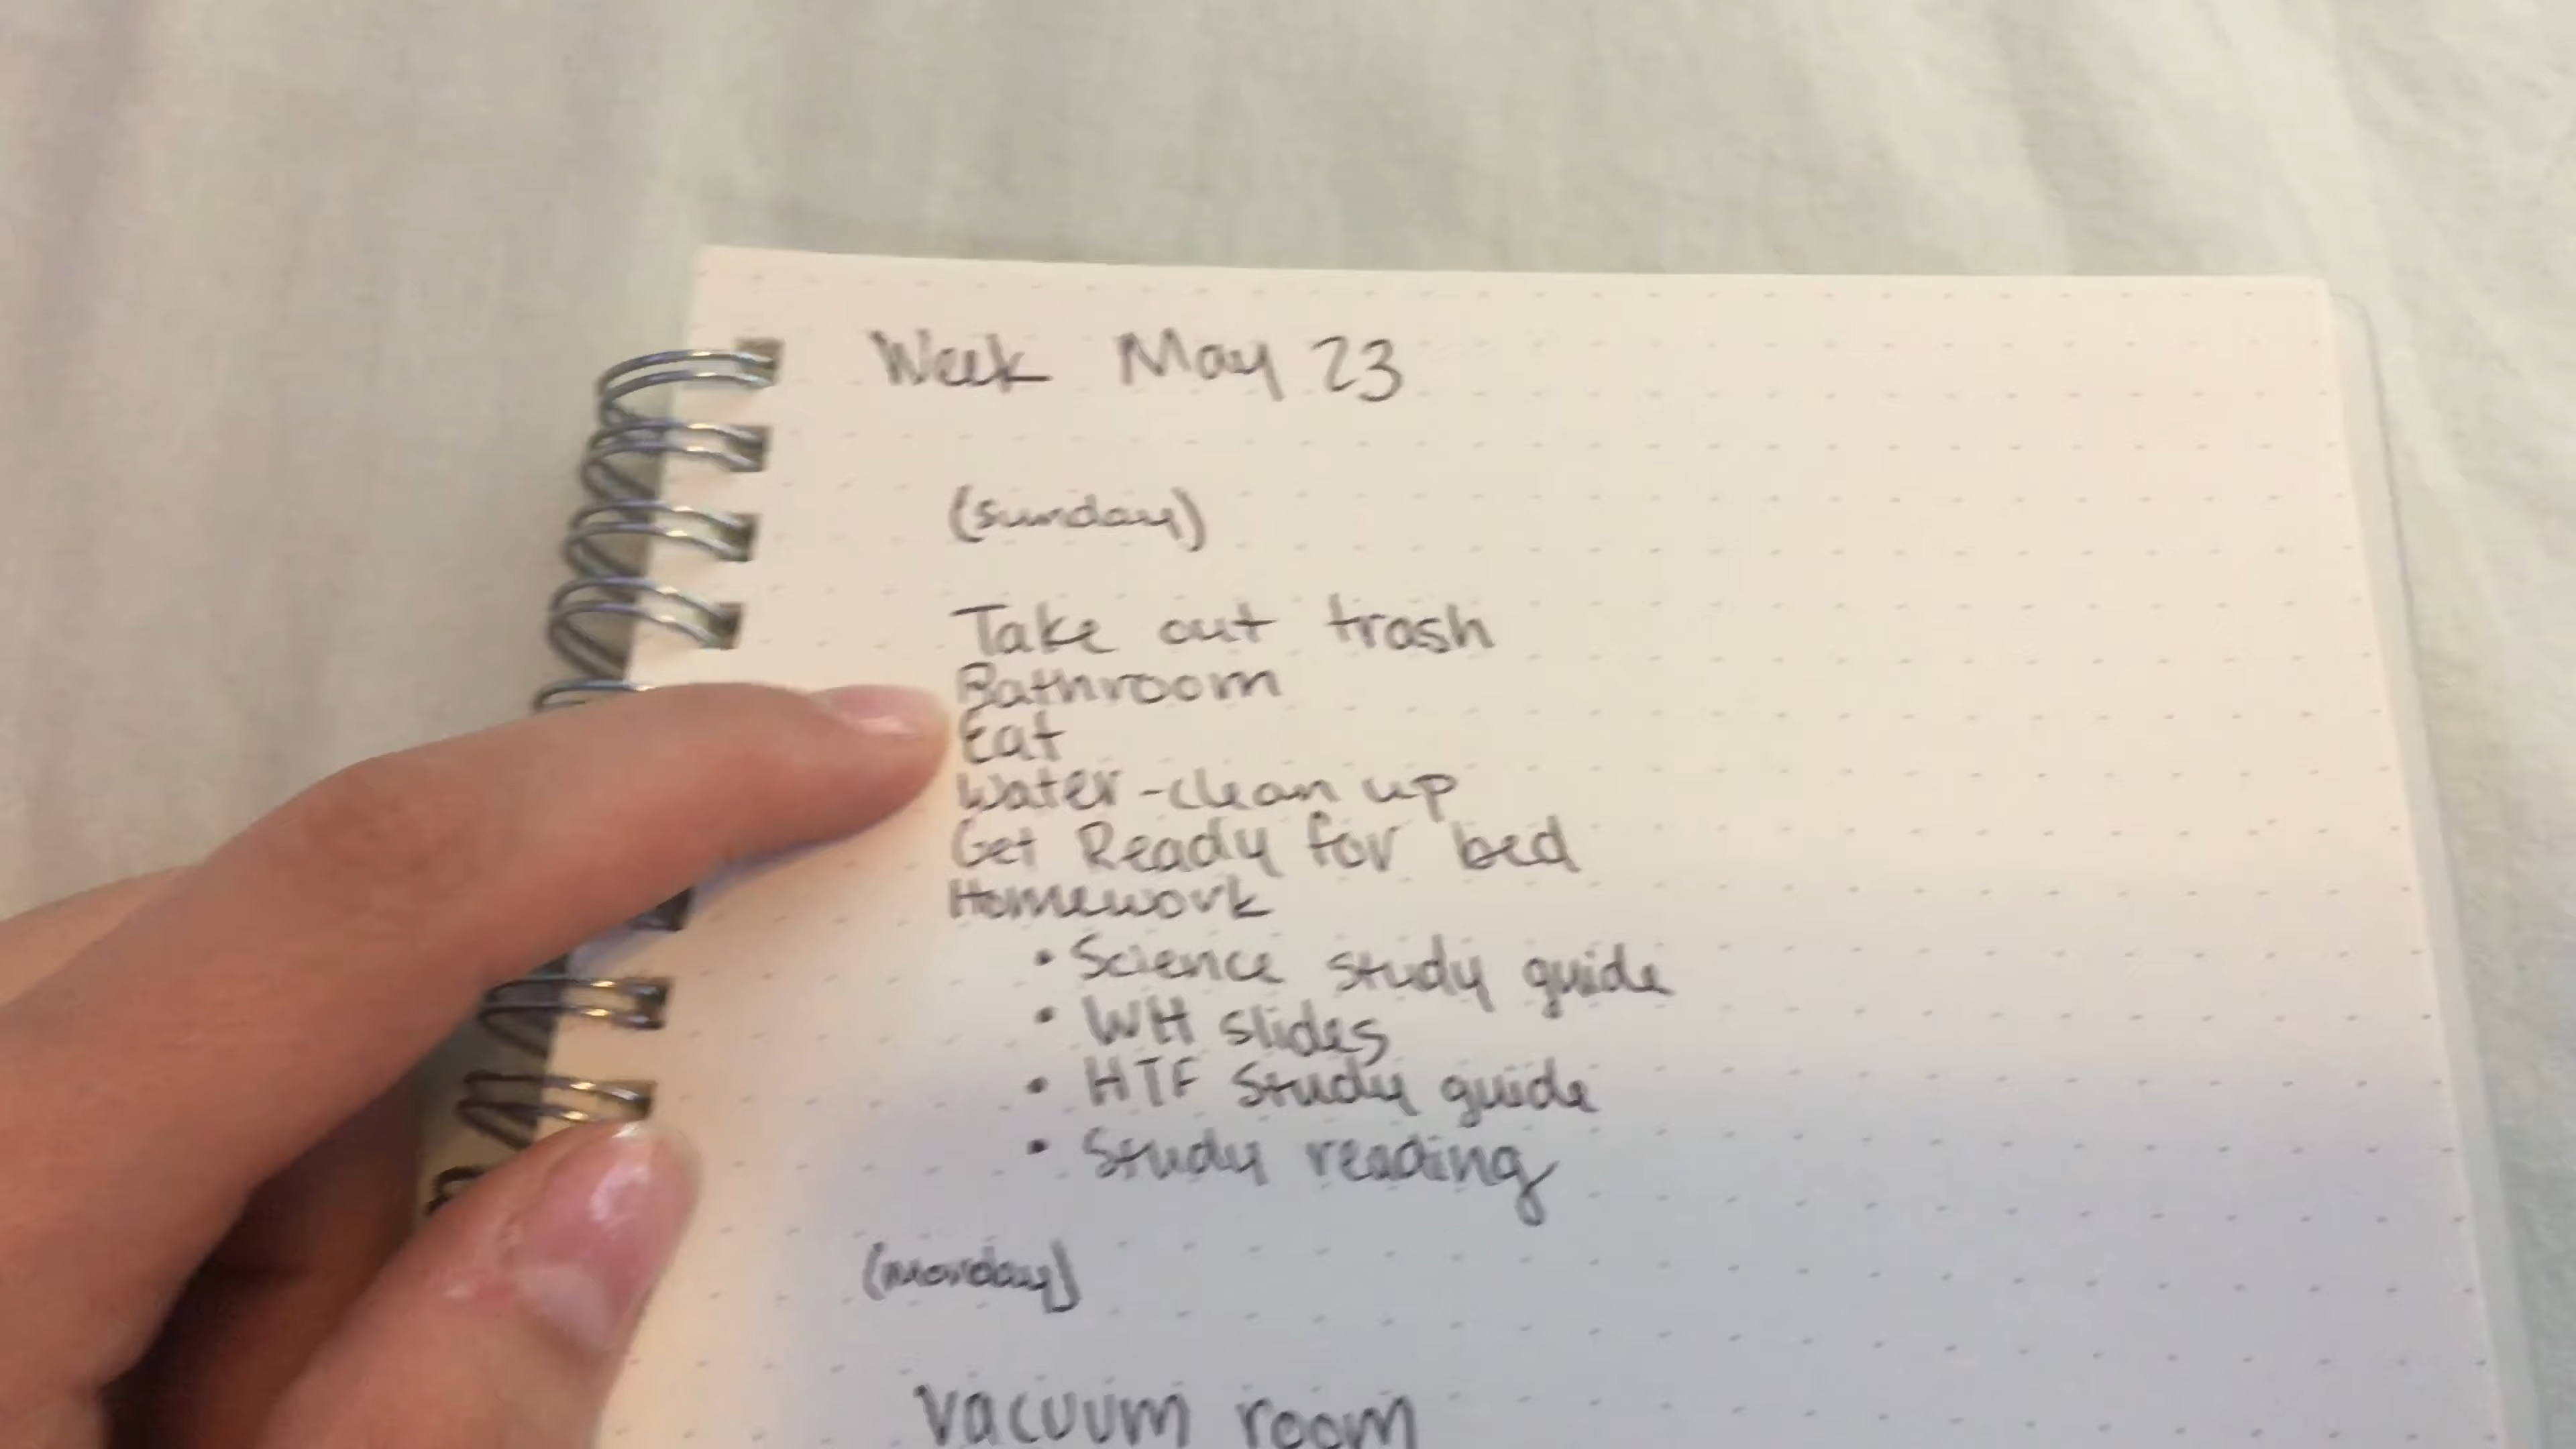 Week May 23
(sunday)
Take out trash
Bathroom
Eat
Water - clean up
Get Ready for bed
Homework
• Science study guide
• WH slides
• HTF study guide
• Study reading
(monday)
Vacuum room